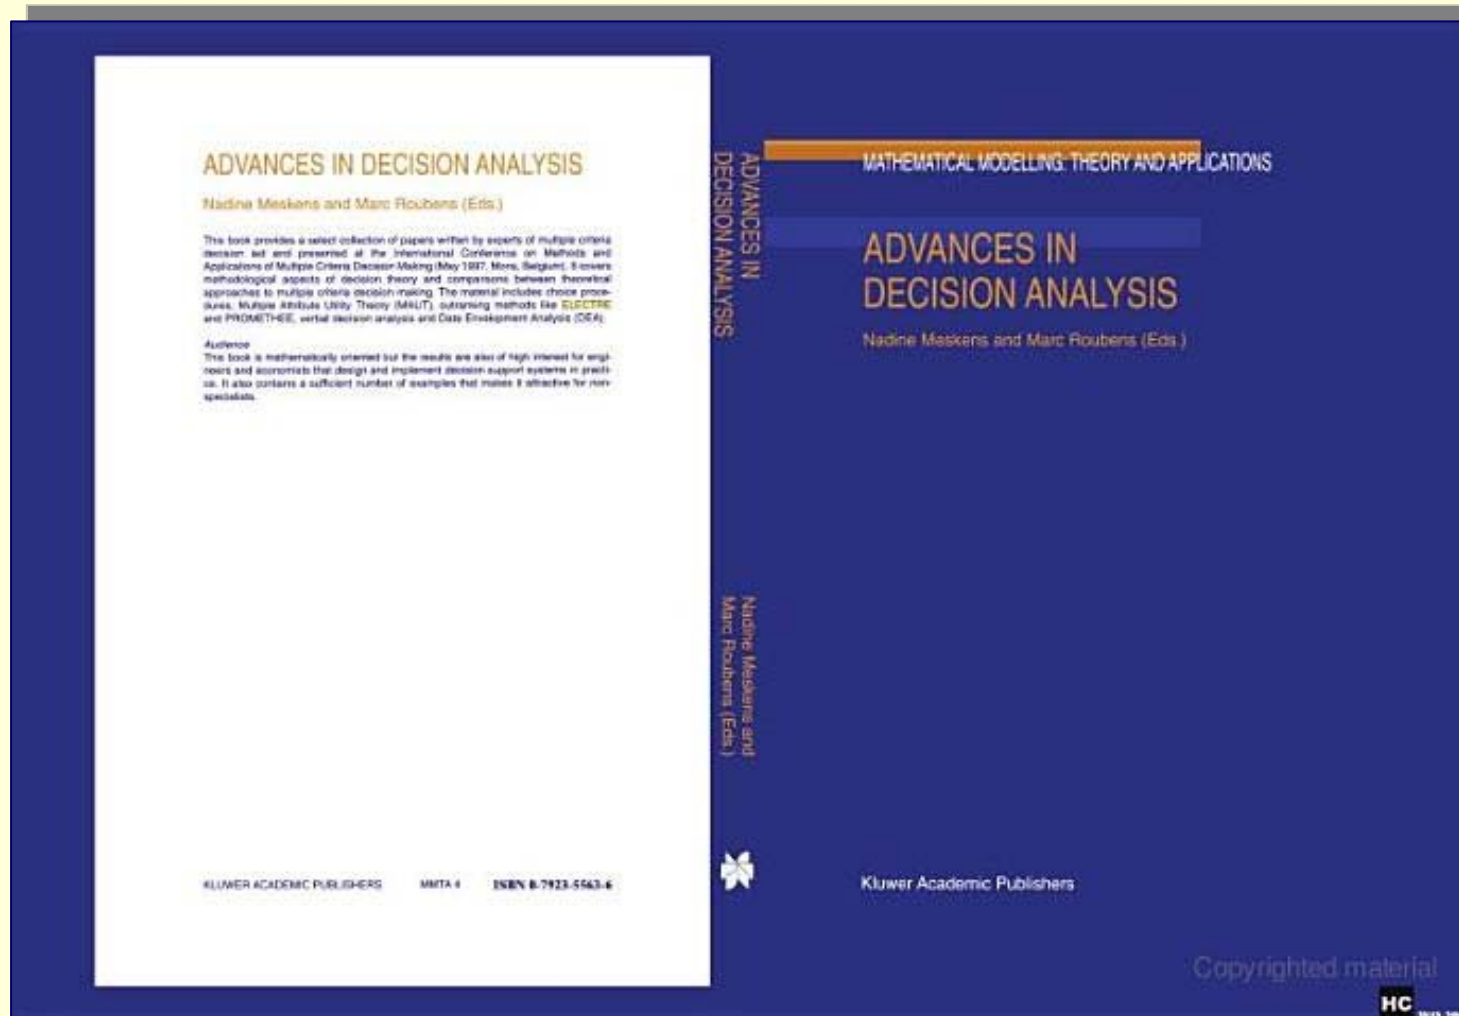 ADVANCES IN DECISION ANALYSIS
Nadine Meskens and Marc Roubens (Eds.)
This book provides a select collection of papers written by experts of multiple criteria
decision aid and presented at the International Conference on Methods and
Applications of Multiple Criteria Decision Making (May 1997, Mons, Belgium). It covers
methodological aspects of decision theory and comparisons between theoretical
approaches to multiple criteria decision making. The material includes choice proce-
dures, Multiple Attribute Utility Theory (MAUT), outranking methods like ELECTRE
and PROMETHEE, verbal decision analysis and Data Envelopment Analysis (DEA).
Audience
This book is mathematically oriented but the results are also of high interest for engi-
neers and economists that design and implement decision support systems in practi-
ce. It also contains a sufficient number of examples that makes it attractive for non-
specialists.
KLUWER ACADEMIC PUBLISHERS MMTA 4 ISBN 0-7923-5563-6
ADVANCES IN
DECISION ANALYSIS
Nadine Meskens and
Marc Roubens (Eds.)
MATHEMATICAL MODELLING: THEORY AND APPLICATIONS
ADVANCES IN
DECISION ANALYSIS
Nadine Meskens and Marc Roubens (Eds.)
Kluwer Academic Publishers
Copyrighted material
HC